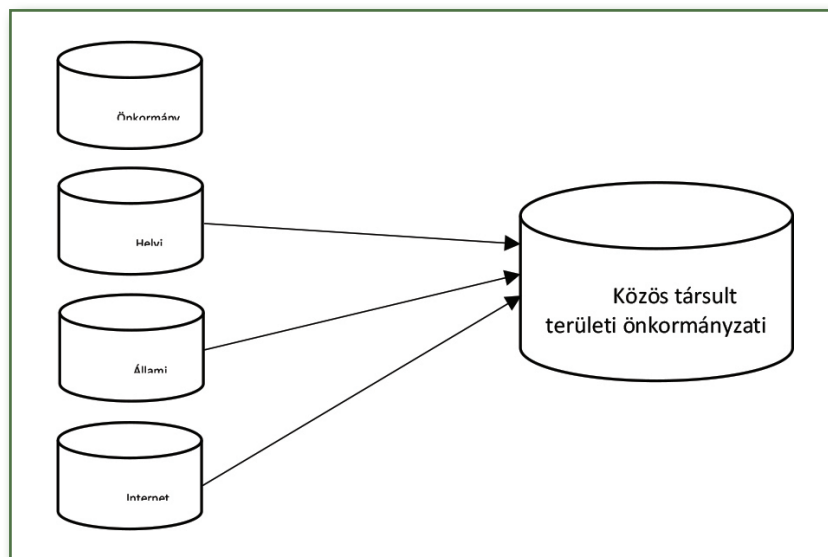 Önkormány
Helyi
Állami
Internet
Közös társult
területi önkormányzati